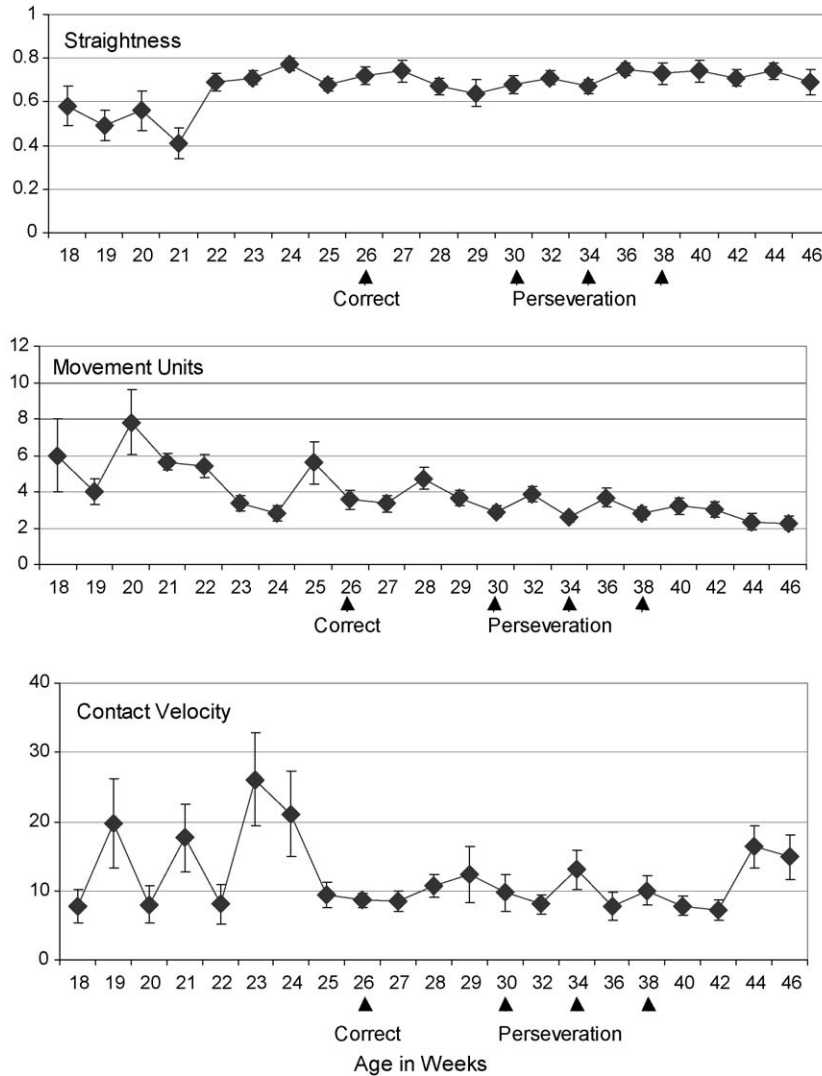 1
Straightness
0.8
0.6
0.4
0.2
0
18 19 20 21 22 23 24 25 26 27 28 29 30 32 34 36 38 40 42 44 46
Correct Perseveration
12
Movement Units
10
8
6
4
2
0
18 19 20 21 22 23 24 25 26 27 28 29 30 32 34 36 38 40 42 44 46
Correct Perseveration
40
Contact Velocity
30
20
10
0
18 19 20 21 22 23 24 25 26 27 28 29 30 32 34 36 38 40 42 44 46
Correct Perseveration
Age in Weeks